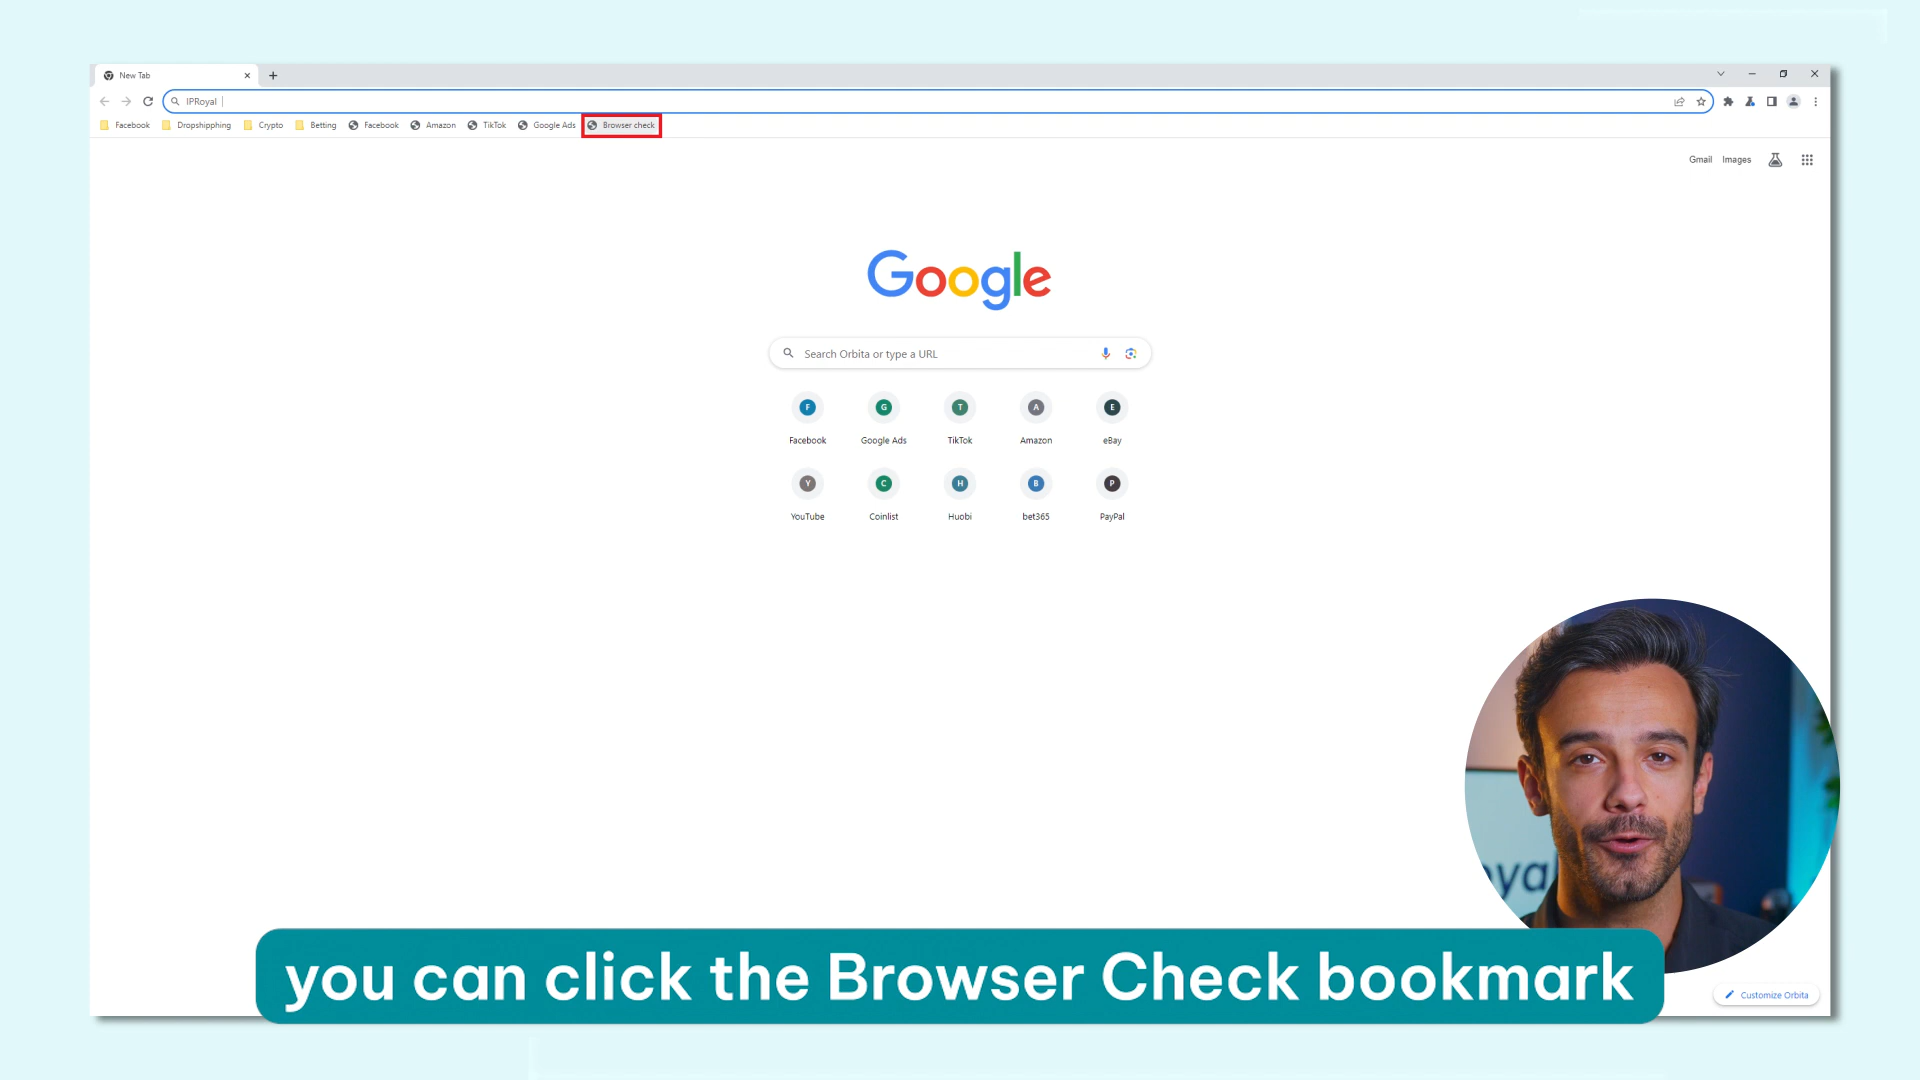 New Tab
IPRoyal
Facebook Dropshipphing Crypto Betting Facebook Amazon TikTok Google Ads Browser check
Gmail Images
Google
Search Orbita or type a URL
F G T A E
Facebook Google Ads TikTok Amazon eBay
Y C H B P
YouTube Coinlist Huobi bet365 PayPal
oyal
you can click the Browser Check bookmark
Customize Orbita